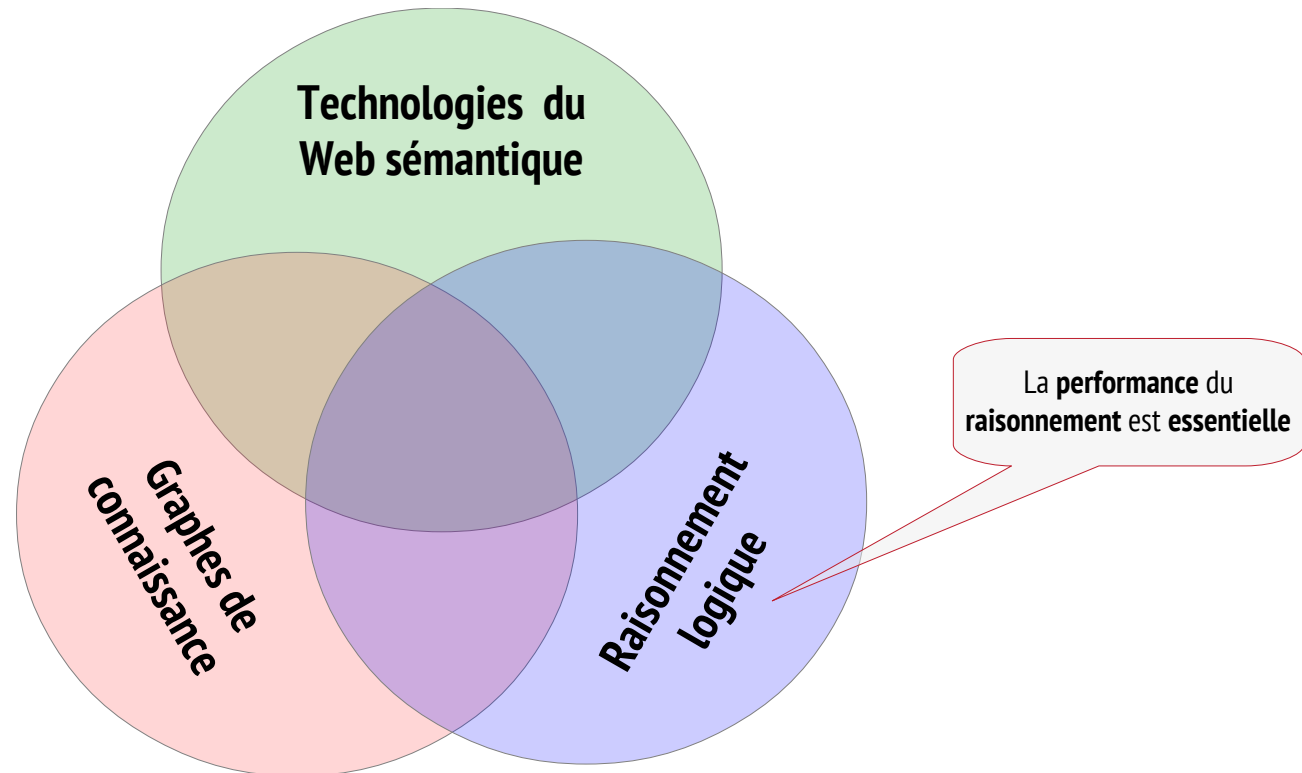 Technologies du
Web sémantique
Graphes de
connaissance
Raisonnement
logique
La performance du
raisonnement est essentielle